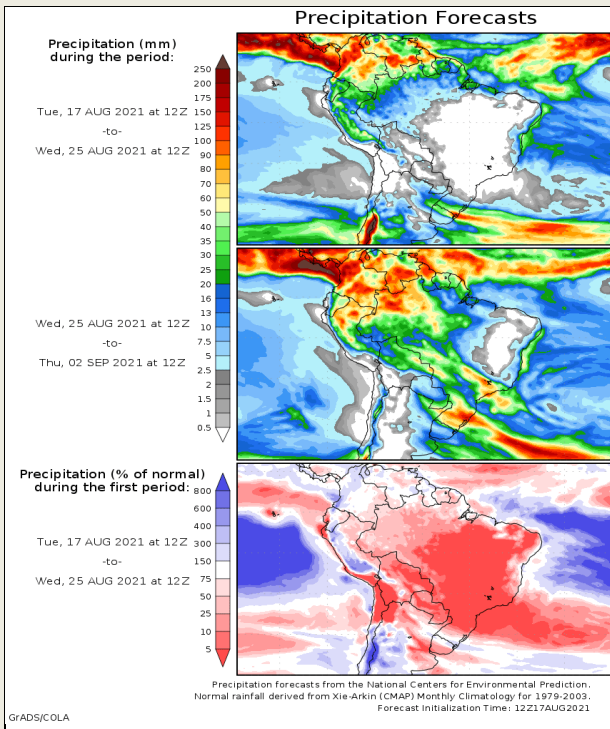 Precipitation Forecasts
Precipitation (mm)
during the period:
Tue, 17 AUG 2021 at 12Z
-to-
Wed, 25 AUG 2021 at 12Z
250
200
175
150
125
100
90
80
70
60
50
40
35
30
25
20
16
13
10
7.5
5
2.5
2
1.5
1
0.5
Wed, 25 AUG 2021 at 12Z
-to-
Thu, 02 SEP 2021 at 12Z
Precipitation (% of normal)
during the first period:
Tue, 17 AUG 2021 at 12Z
-to-
Wed, 25 AUG 2021 at 12Z
800
600
400
300
150
75
50
25
10
5
Precipitation forecasts from the National Centers for Environmental Prediction.
Normal rainfall derived from Xie-Arkin (CMAP) Monthly Climatology for 1979-2003.
Forecast Initialization Time: 12Z17AUG2021
GrADS/COLA